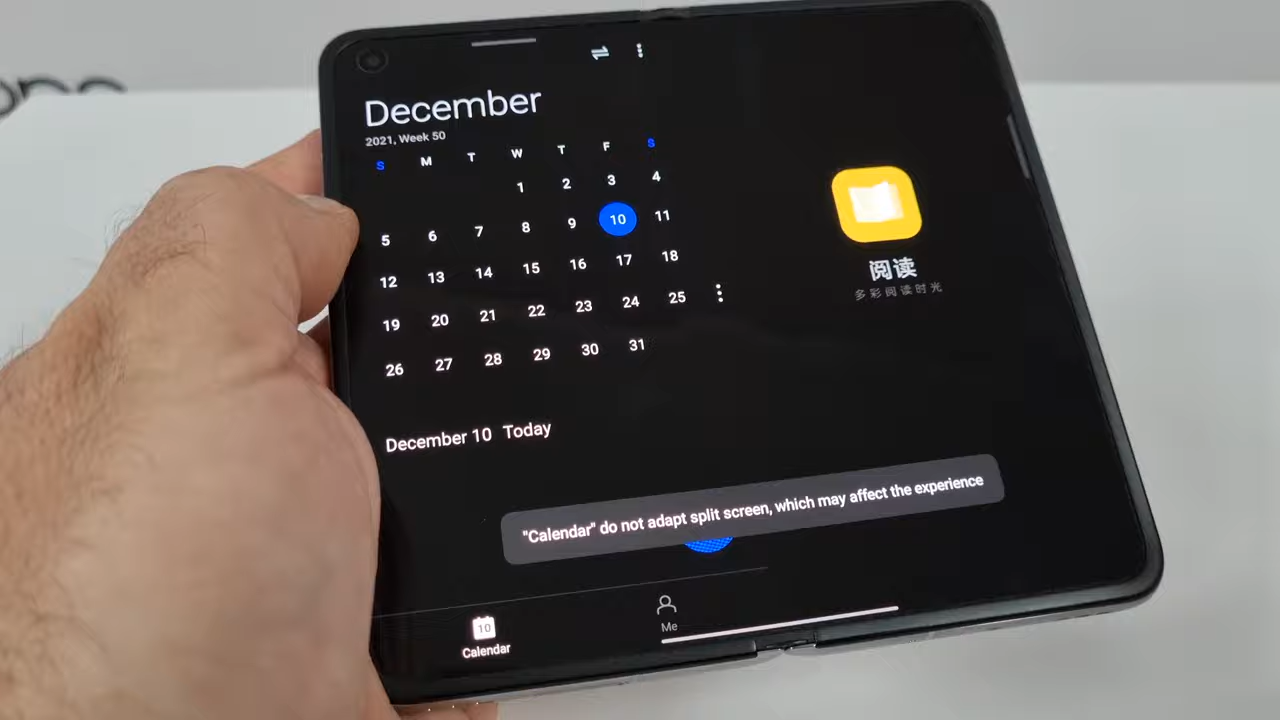 December
2021, Week 50
S M T W T F S
1 2 3 4
5 6 7 8 9 10 11
12 13 14 15 16 17 18
19 20 21 22 23 24 25
26 27 28 29 30 31
December 10 Today
阅读
多彩阅读时光
"Calendar" do not adapt split screen, which may affect the experience
10
Calendar
Me